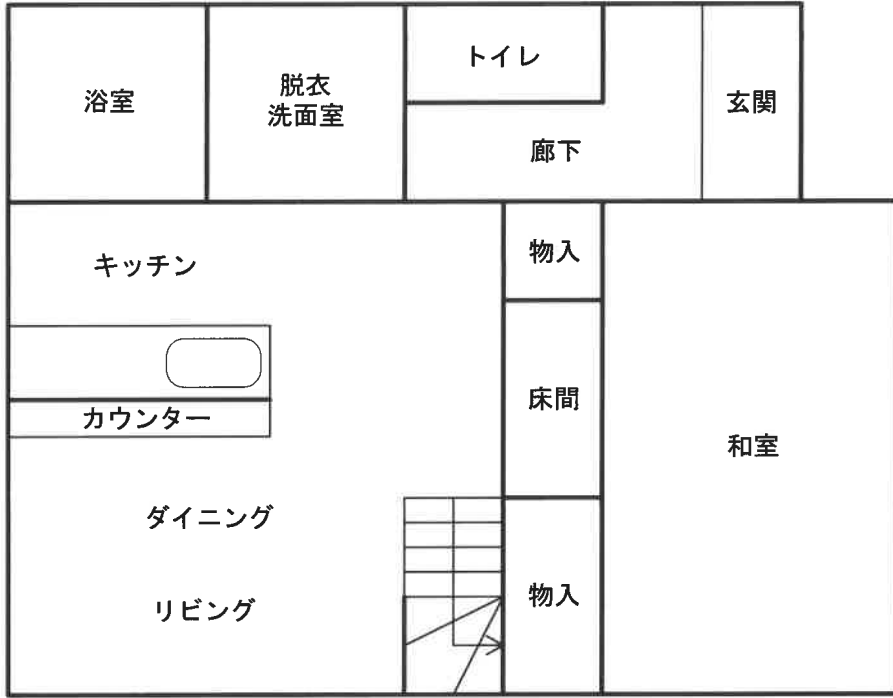 浴室
脱衣
洗面室
トイレ
廊下
玄関
キッチン
物入
カウンター
床間
和室
ダイニング
リビング
物入